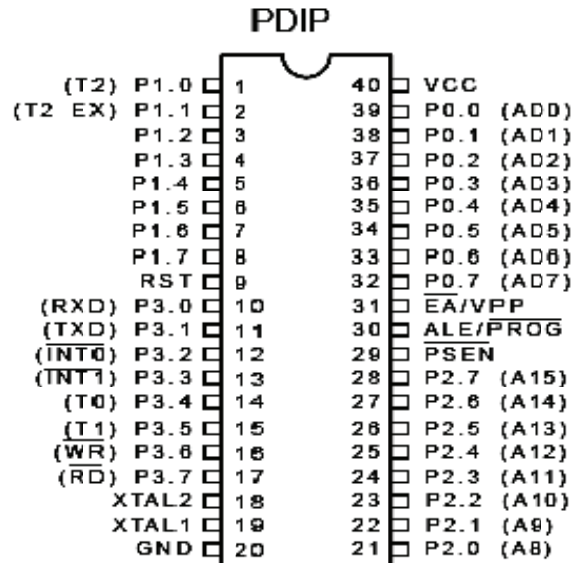 PDIP
(T2) P1.0 1 40 VCC
(T2 EX) P1.1 2 39 P0.0 (AD0)
P1.2 3 38 P0.1 (AD1)
P1.3 4 37 P0.2 (AD2)
P1.4 5 36 P0.3 (AD3)
P1.5 6 35 P0.4 (AD4)
P1.6 7 34 P0.5 (AD5)
P1.7 8 33 P0.6 (AD6)
RST 9 32 P0.7 (AD7)
(RXD) P3.0 10 31 E̅A̅/VPP
(TXD) P3.1 11 30 ALE/P̅R̅O̅G̅
(I̅N̅T̅0̅) P3.2 12 29 P̅S̅E̅N̅
(I̅N̅T̅1̅) P3.3 13 28 P2.7 (A15)
(T0) P3.4 14 27 P2.6 (A14)
(T1) P3.5 15 26 P2.5 (A13)
(W̅R̅) P3.6 16 25 P2.4 (A12)
(R̅D̅) P3.7 17 24 P2.3 (A11)
XTAL2 18 23 P2.2 (A10)
XTAL1 19 22 P2.1 (A9)
GND 20 21 P2.0 (A8)